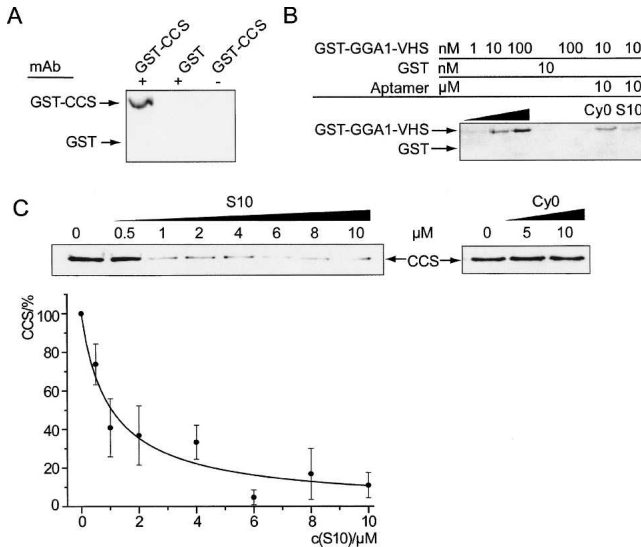 A
mAb
GST-CCS
GST
GST-CCS
+ + -
GST-CCS
GST
B
GST-GGA1-VHS nM 1 10 100 100 10 10
GST nM 10
Aptamer µM 10 10
Cy0 S10
GST-GGA1-VHS
GST
C
S10
0 0.5 1 2 4 6 8 10 µM
CCS
Cy0
0 5 10
CCS/%
100
80
60
40
20
0
0 2 4 6 8 10
c(S10)/µM